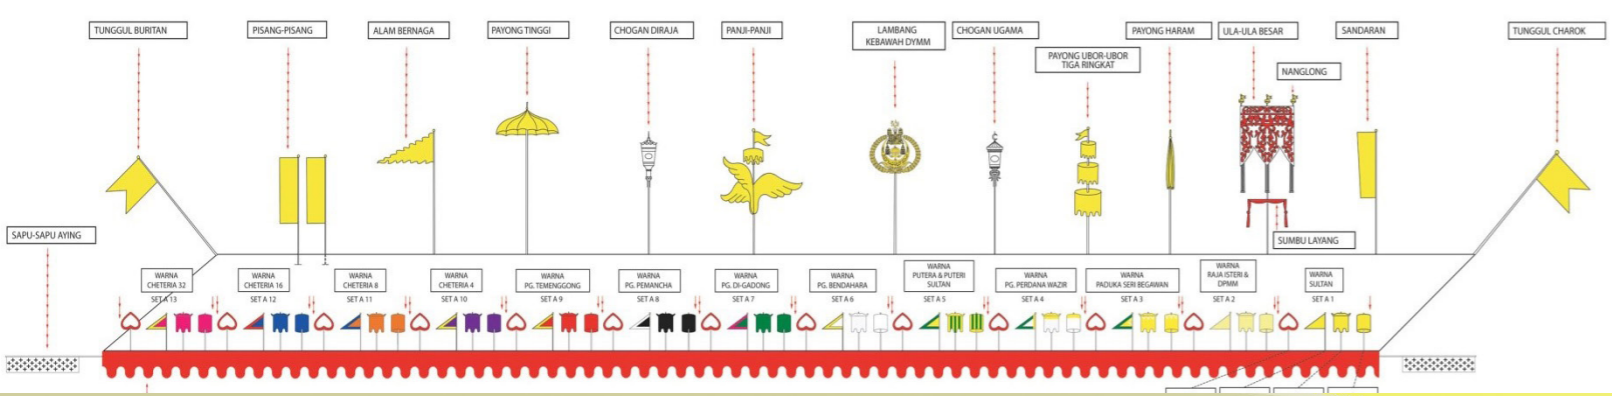 TUNGGUL BURITAN
PISANG-PISANG
ALAM BERNAGA
PAYONG TINGGI
CHOGAN DIRAJA
PANJI-PANJI
LAMBANG
KEBAWAH DYMM
CHOGAN UGAMA
PAYONG UBOR-UBOR
TIGA RINGKAT
PAYONG HARAM
ULA-ULA BESAR
NANGLONG
SANDARAN
TUNGGUL CHAROK
SAPU-SAPU AYING
SUMBU LAYANG
WARNA
CHETERIA 32
SET A 13
WARNA
CHETERIA 16
SET A 12
WARNA
CHETERIA 8
SET A 11
WARNA
CHETERIA 4
SET A 10
WARNA
PG. TEMENGGONG
SET A 9
WARNA
PG. PEMANCHA
SET A 8
WARNA
PG. DI-GADONG
SET A 7
WARNA
PG. BENDAHARA
SET A 6
WARNA
PUTERA & PUTERI
SULTAN
SET A 5
WARNA
PG. PERDANA WAZIR
SET A 4
WARNA
PADUKA SERI BEGAWAN
SET A 3
WARNA
RAJA ISTERI &
DPMM
SET A 2
WARNA
SULTAN
SET A 1